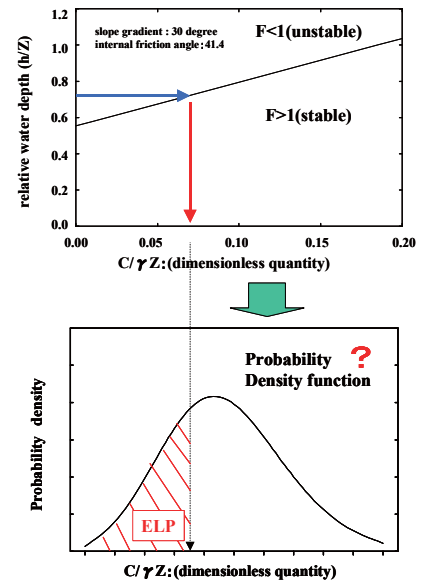 slope gradient : 30 degree
internal friction angle:41.4
F<1(unstable)
F>1(stable)
relative water depth (h/Z)
1.2
1.0
0.8
0.6
0.4
0.2
0.0
0.00 0.05 0.10 0.15 0.20
C/γZ:(dimensionless quantity)
Probability ?
Density function
Probability density
ELP
C/γZ:(dimensionless quantity)